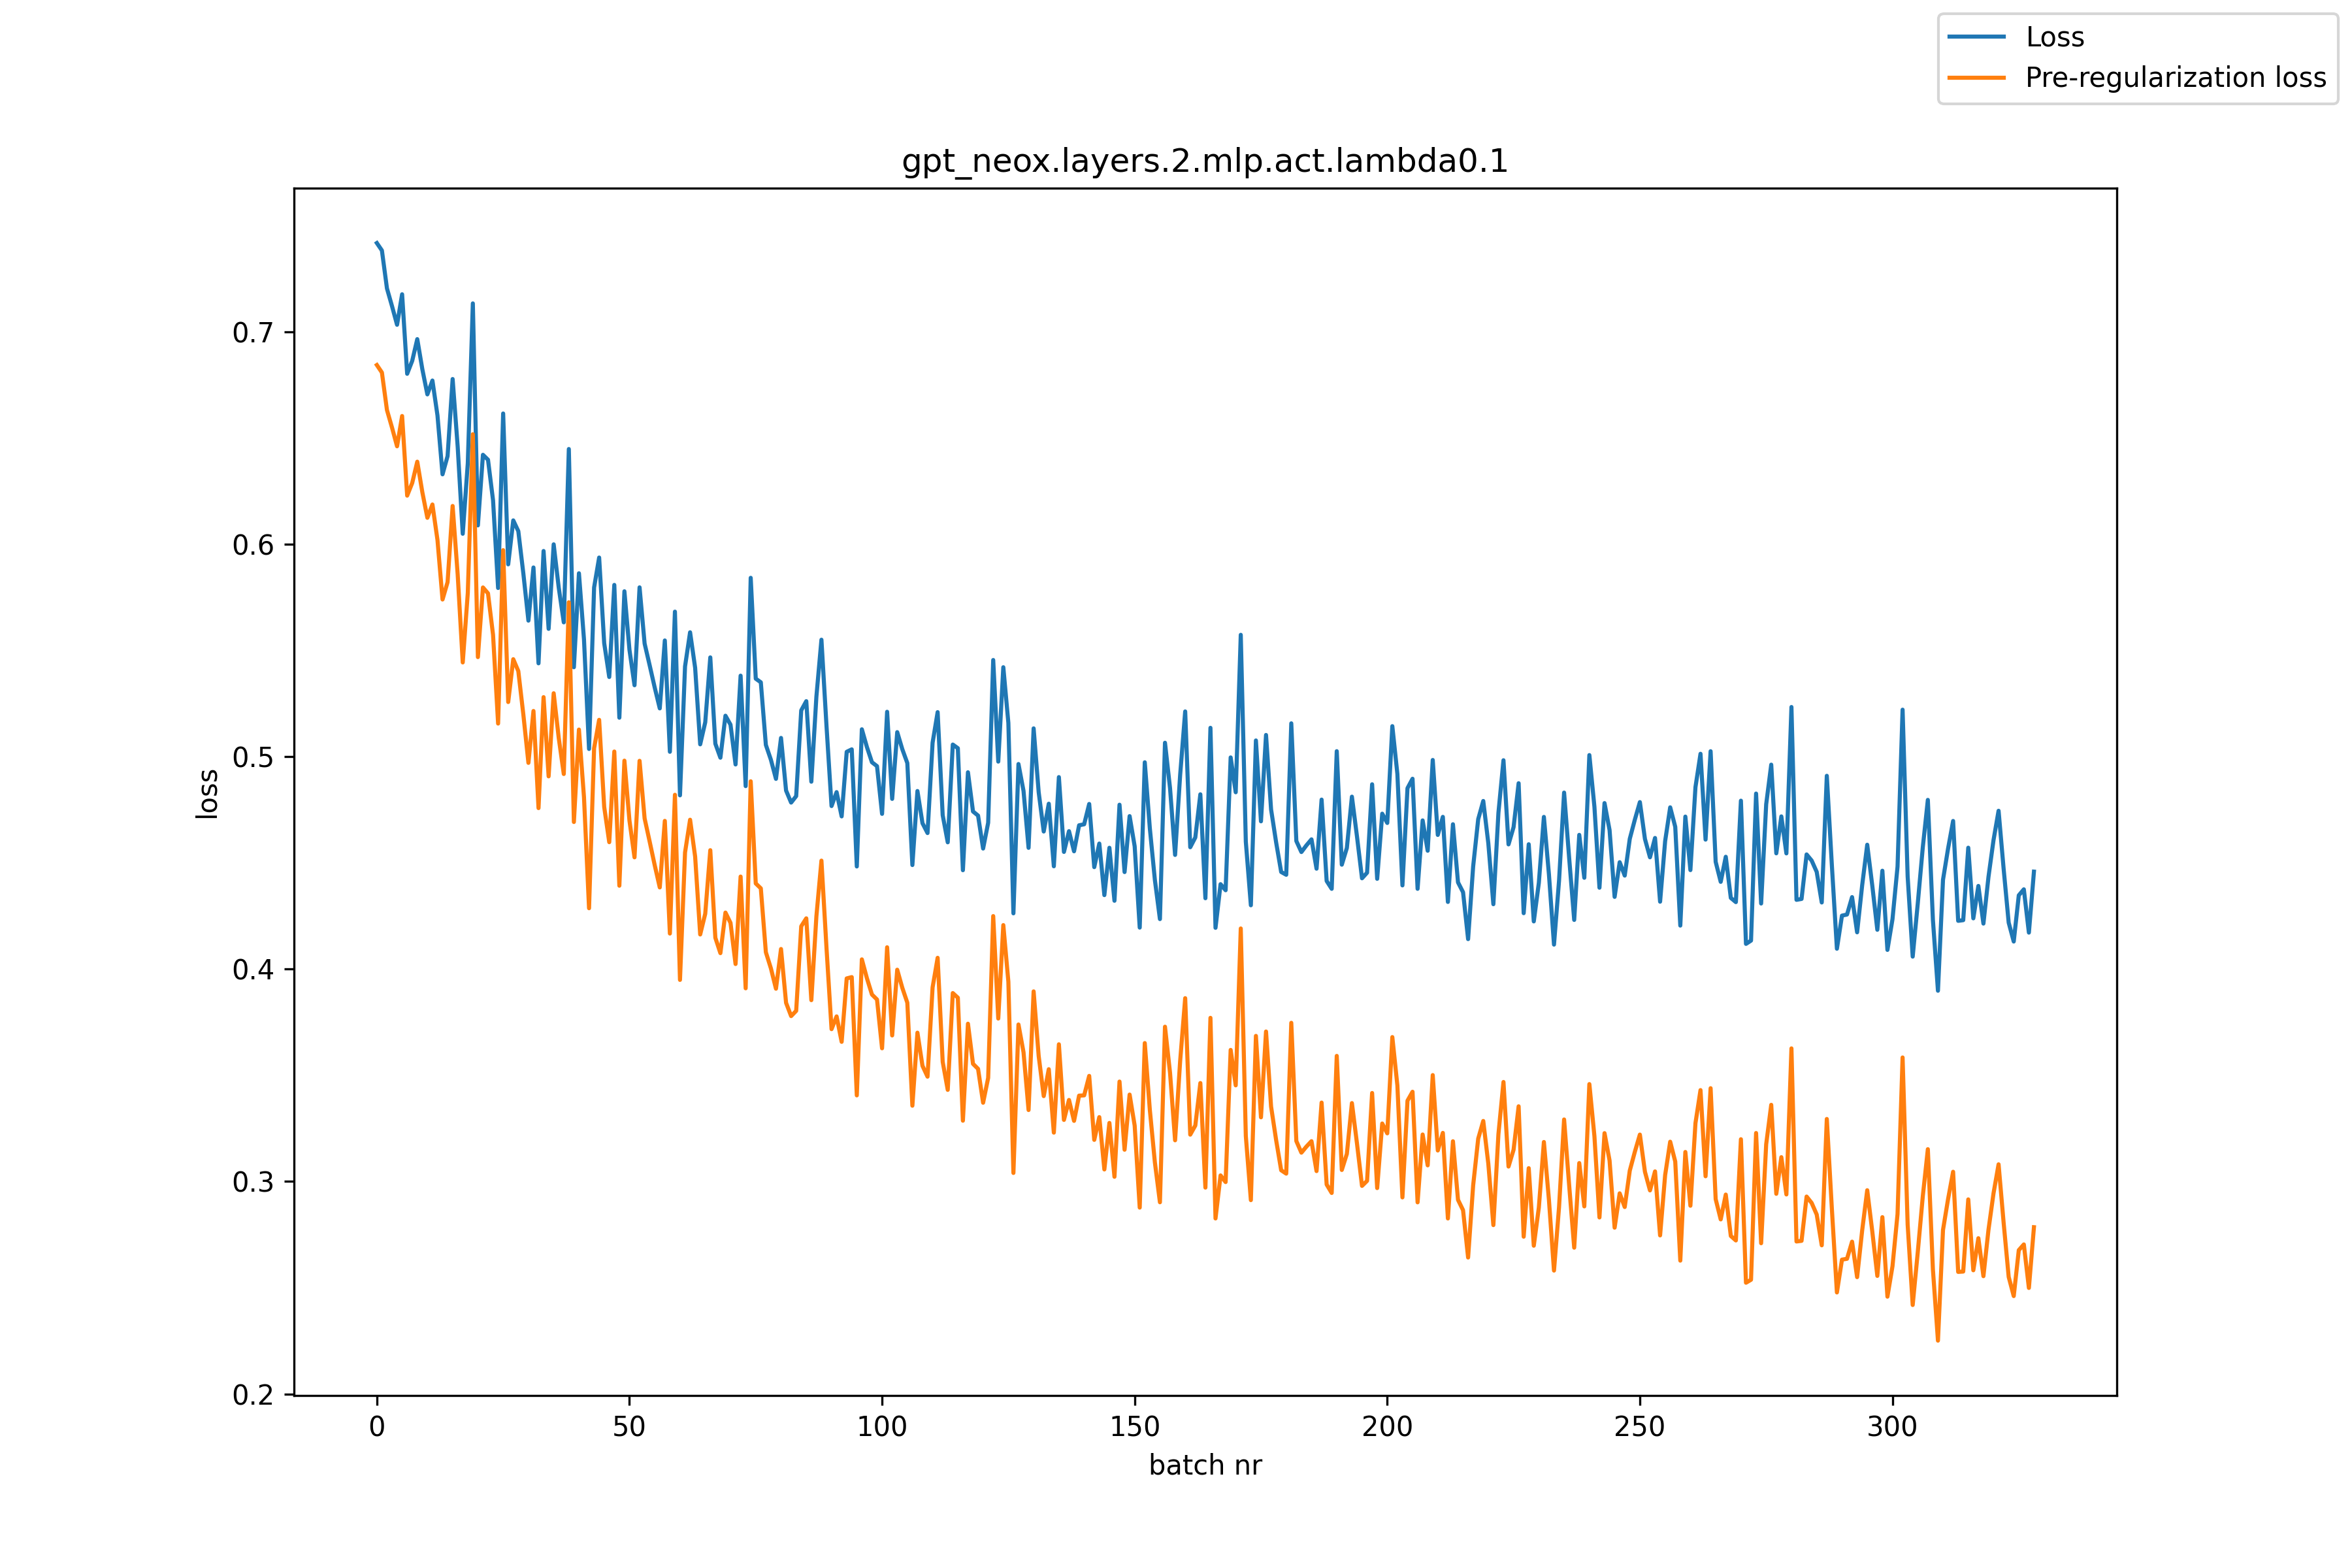 Loss
Pre-regularization loss
gpt_neox.layers.2.mlp.act.lambda0.1
0.7
0.6
0.5
0.4
0.3
0.2
loss
0 50 100 150 200 250 300
batch nr